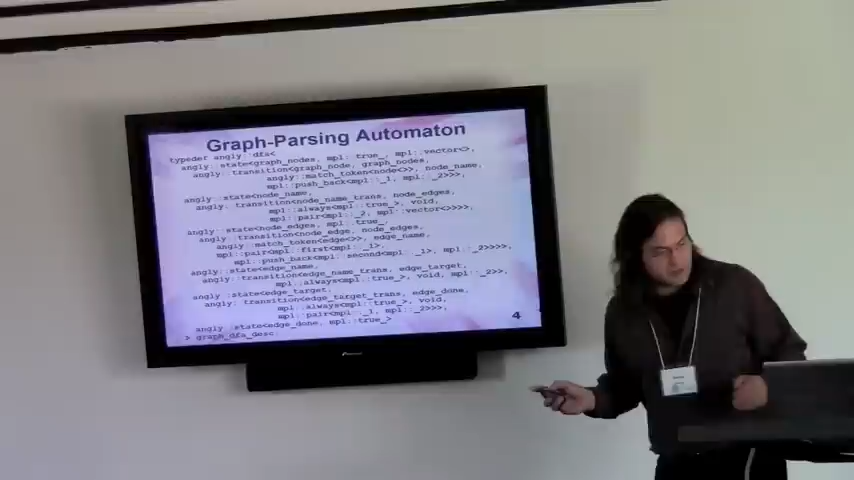 Graph-Parsing Automaton
typedef angly::dfa<
angly::state<graph_nodes, mpl::true_, mpl::vector<>,
angly::transition<graph_node, graph_nodes,
angly::match_token<node<>>, node_name,
mpl::push_back<mpl::_1, mpl::_2>>>,
angly::state<node_name,
angly::transition<node_name_trans, node_edges,
mpl::always<mpl::true_>, void,
mpl::pair<mpl::_2, mpl::vector<>>>>,
angly::state<node_edges, mpl::true_,
angly::transition<node_edge, node_edges,
angly::match_token<edge<>>, edge_name,
mpl::pair<mpl::first<mpl::_1>,
mpl::push_back<mpl::second<mpl::_1>, mpl::_2>>>>,
angly::state<edge_name,
angly::transition<edge_name_trans, edge_target,
mpl::always<mpl::true_>, void, mpl::_2>>,
angly::state<edge_target,
angly::transition<edge_target_trans, edge_done,
mpl::always<mpl::true_>, void,
mpl::pair<mpl::_1, mpl::_2>>>,
angly::state<edge_done, mpl::true_>
> graph_dfa_desc;
4